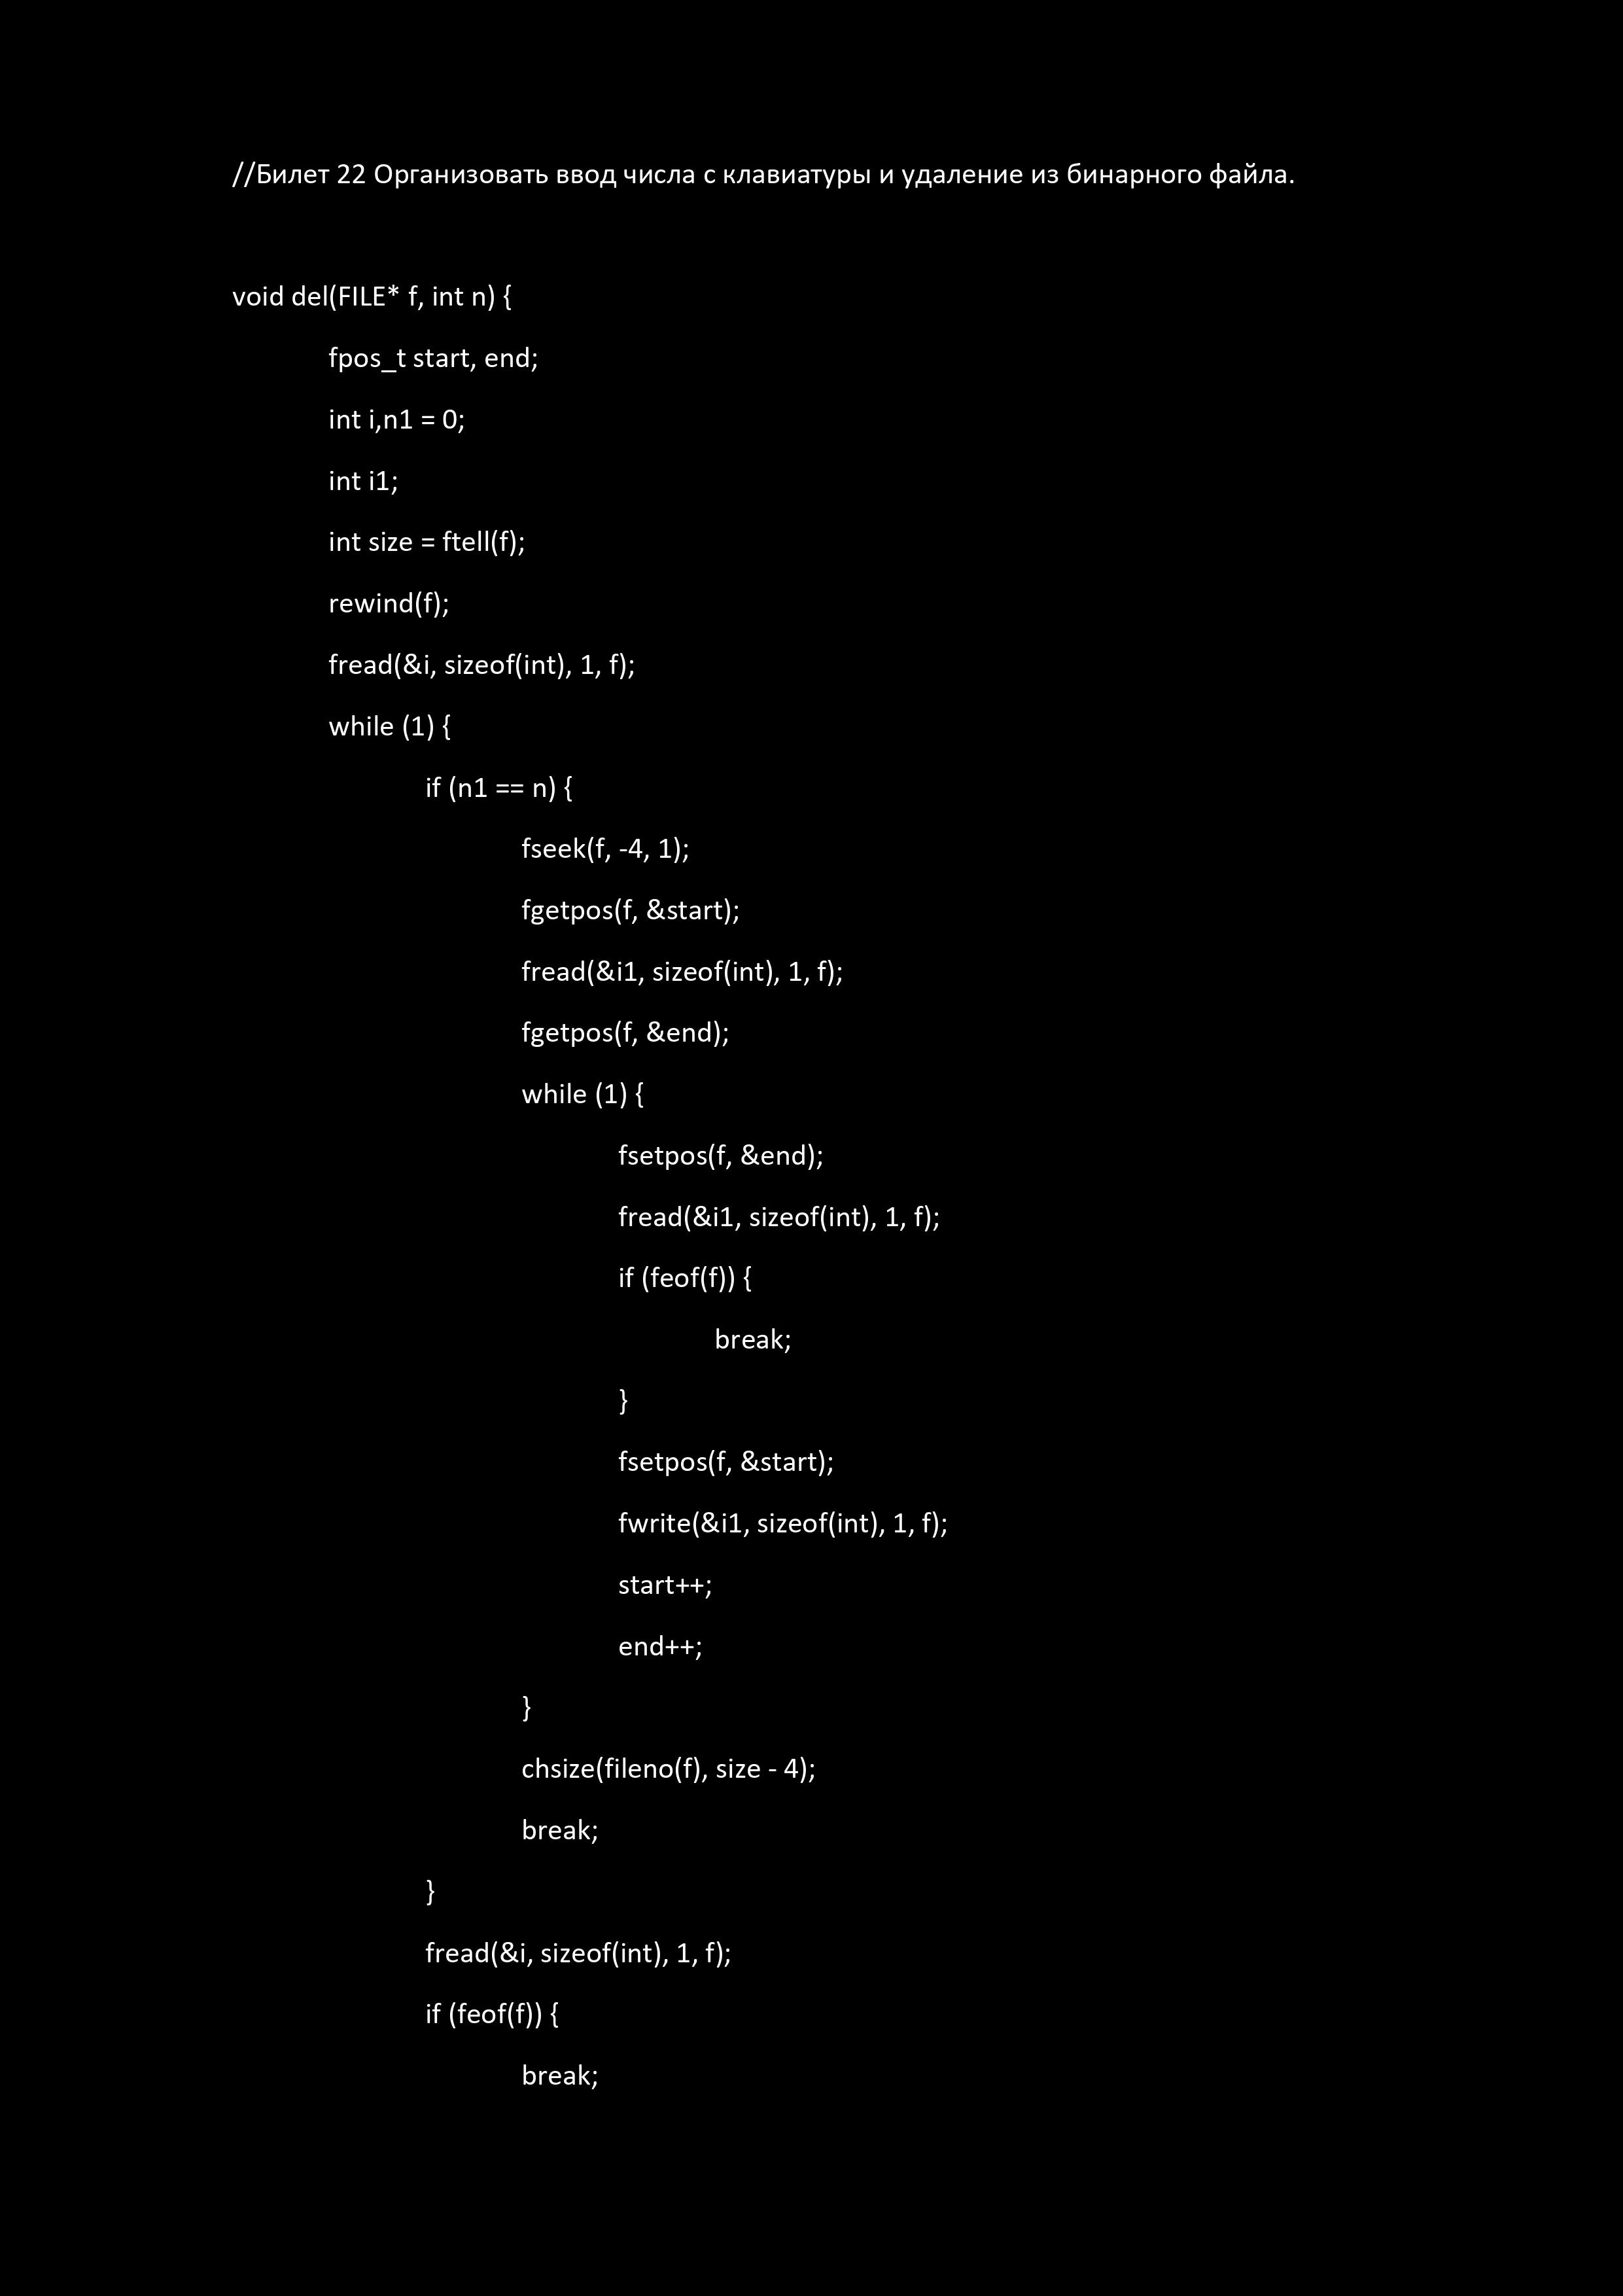 //Билет 22 Организовать ввод числа с клавиатуры и удаление из бинарного файла.
void del(FILE* f, int n) {
fpos_t start, end;
int i,n1 = 0;
int i1;
int size = ftell(f);
rewind(f);
fread(&i, sizeof(int), 1, f);
while (1) {
if (n1 == n) {
fseek(f, -4, 1);
fgetpos(f, &start);
fread(&i1, sizeof(int), 1, f);
fgetpos(f, &end);
while (1) {
fsetpos(f, &end);
fread(&i1, sizeof(int), 1, f);
if (feof(f)) {
break;
}
fsetpos(f, &start);
fwrite(&i1, sizeof(int), 1, f);
start++;
end++;
}
chsize(fileno(f), size - 4);
break;
}
fread(&i, sizeof(int), 1, f);
if (feof(f)) {
break;